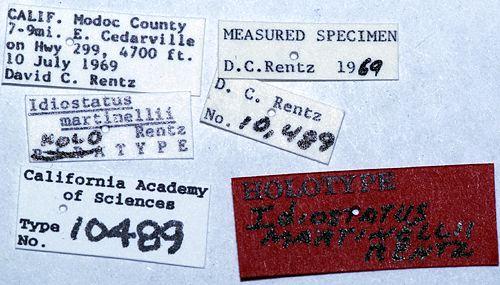 CALIF. Modoc County
7-9mi. E. Cedarville
on Hwy 299, 4700 ft.
10 July 1969
David C. Rentz
MEASURED SPECIMEN
D.C.Rentz 1969
Idiostatus
martinellii
Rentz
HOLO
PARATYPE
D. C. Rentz
No. 10,489
California Academy
of Sciences
Type
No. 10489
HOLOTYPE
Idiostatus
MARTINELLII
RENTZ